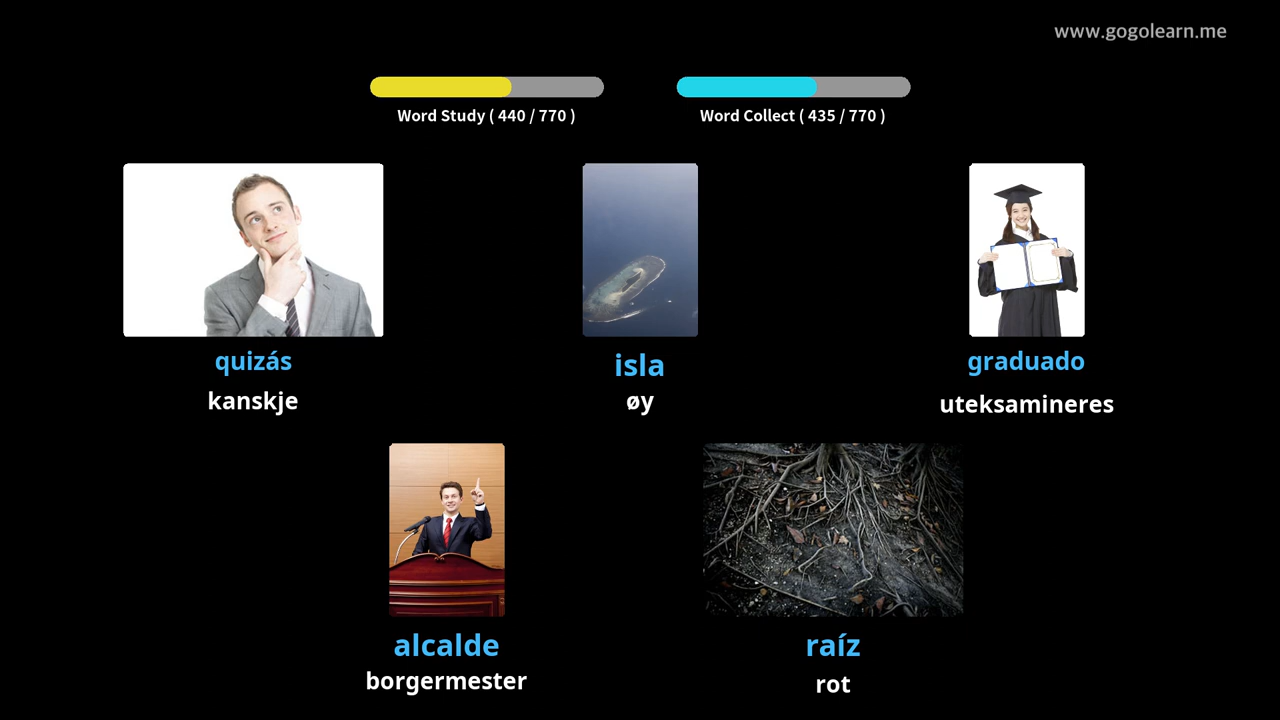 www.gogolearn.me
Word Study ( 440 / 770 )
Word Collect ( 435 / 770 )
quizás
kanskje
isla
øy
graduado
uteksamineres
alcalde
borgermester
raíz
rot